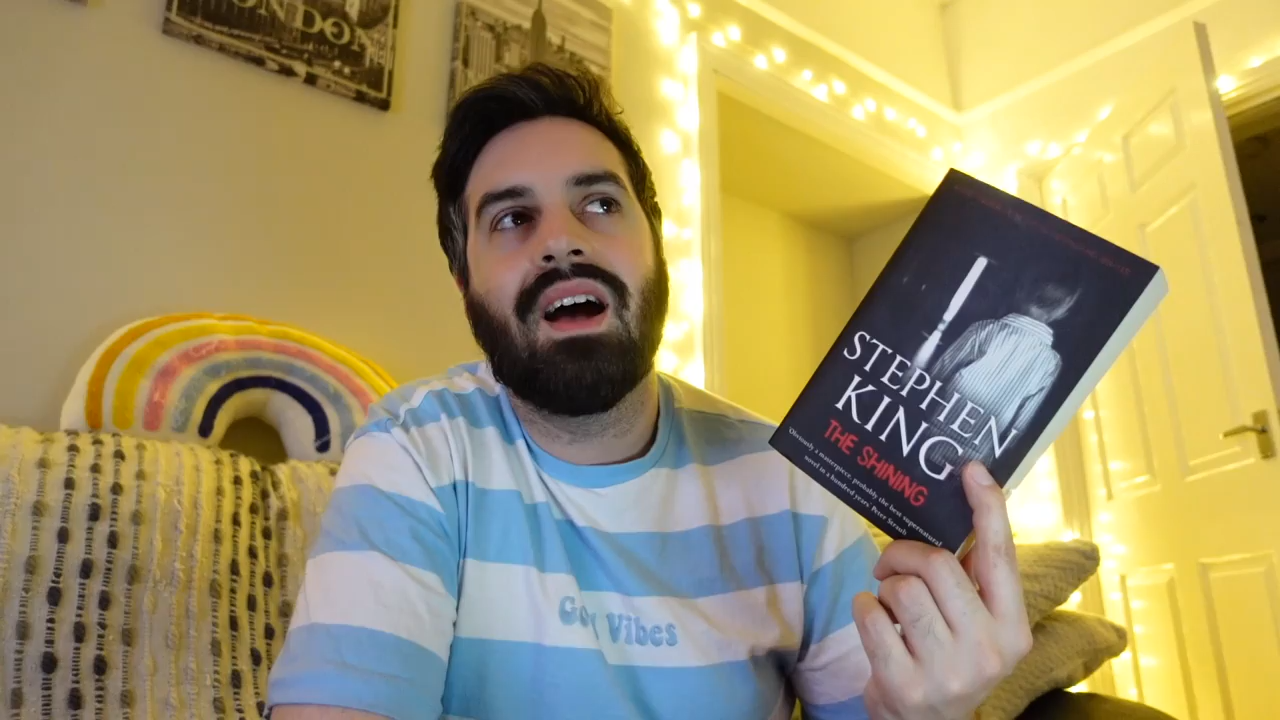 LONDON
STEPHEN
KING
THE SHINING
'Obviously a masterpiece, probably the best supernatural
novel in a hundred years' Peter Straub
Vibes